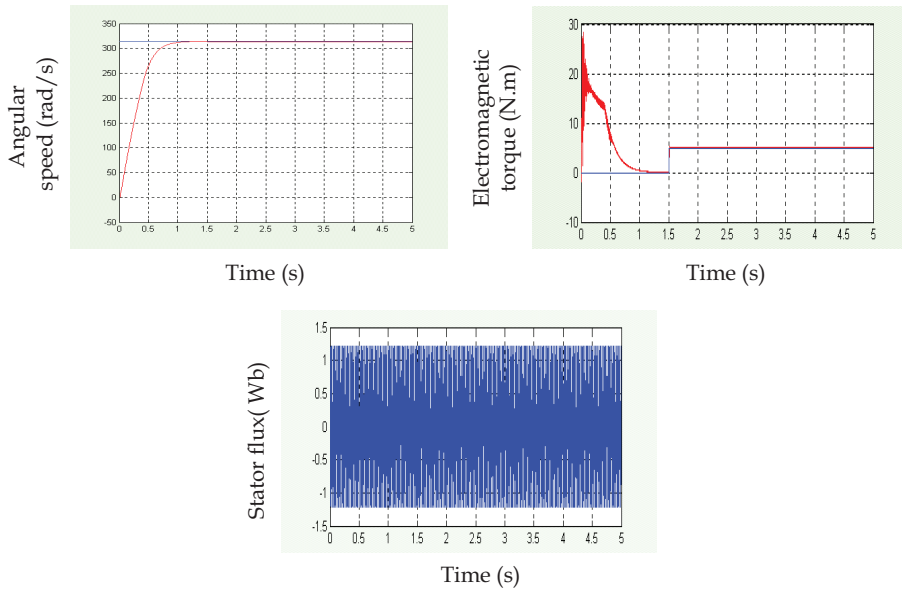 Angular
speed (rad/s)
350
300
250
200
150
100
50
0
-50
0 0.5 1 1.5 2 2.5 3 3.5 4 4.5 5
Time (s)
Electromagnetic
torque (N.m)
30
20
10
0
-10
0 0.5 1 1.5 2 2.5 3 3.5 4 4.5 5
Time (s)
Stator flux( Wb)
1.5
1
0.5
0
-0.5
-1
-1.5
0 0.5 1 1.5 2 2.5 3 3.5 4 4.5 5
Time (s)